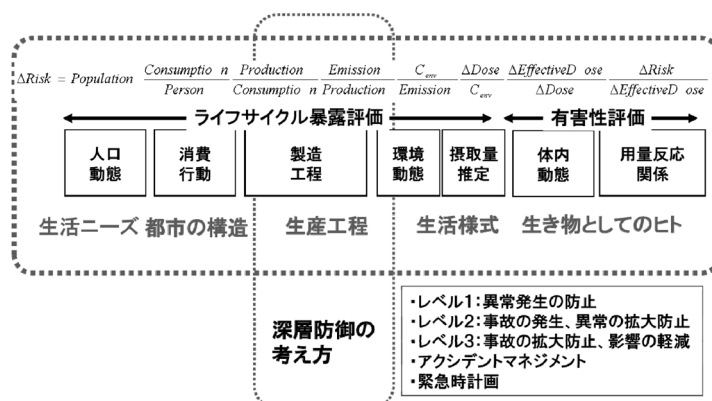 ΔRisk = Population Consumptio n/Person Production/Consumptio n Emission/Production C_env/Emission ΔDose/C_env ΔEffectiveD ose/ΔDose ΔRisk/ΔEffectiveD ose
ライフサイクル暴露評価 有害性評価
人口動態 消費行動 製造工程 環境動態 摂取量推定 体内動態 用量反応関係
生活ニーズ 都市の構造 生産工程 生活様式 生き物としてのヒト
深層防御の
考え方
・レベル1:異常発生の防止
・レベル2:事故の発生、異常の拡大防止
・レベル3:事故の拡大防止、影響の軽減
・アクシデントマネジメント
・緊急時計画